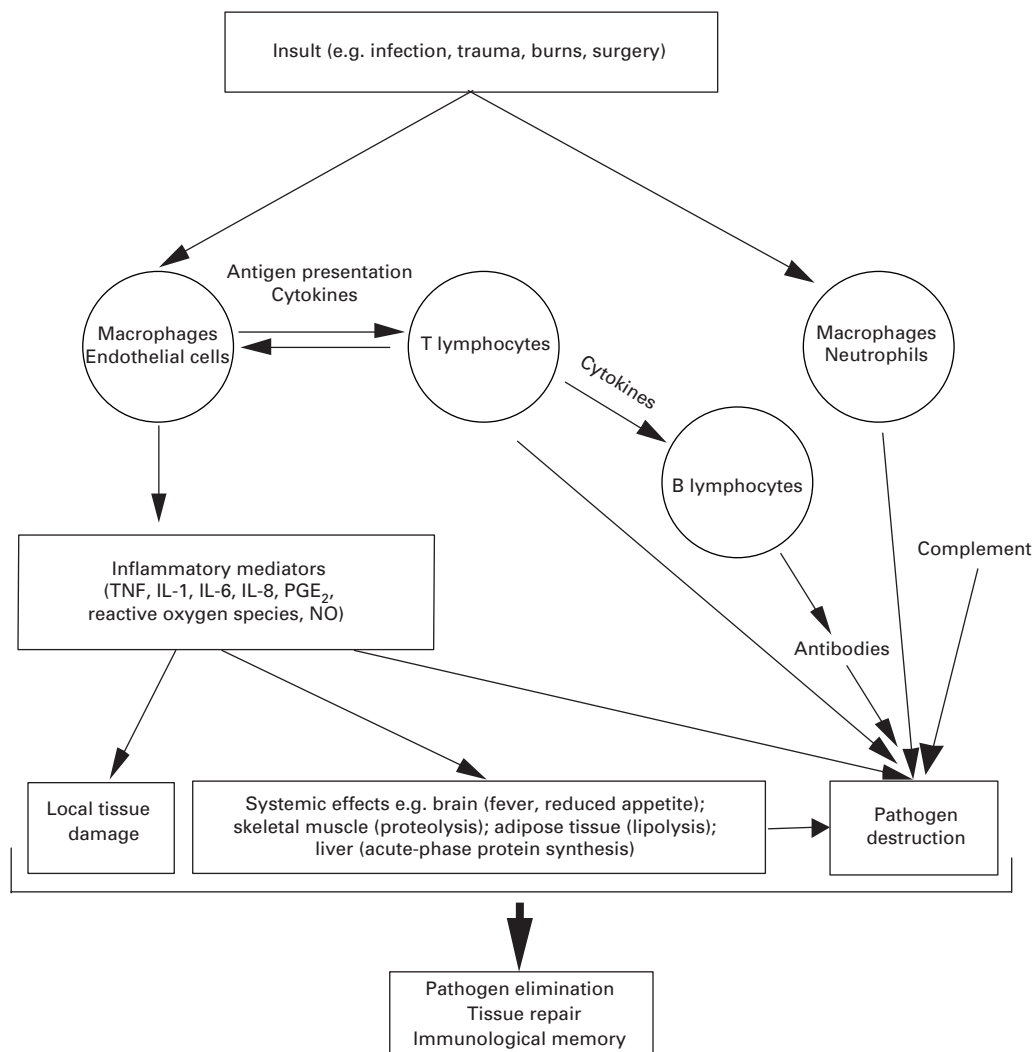 Insult (e.g. infection, trauma, burns, surgery)
Antigen presentation
Cytokines
Macrophages
Endothelial cells
T lymphocytes
Macrophages
Neutrophils
Cytokines
B lymphocytes
Complement
Inflammatory mediators
(TNF, IL-1, IL-6, IL-8, PGE₂,
reactive oxygen species, NO)
Antibodies
Local tissue
damage
Systemic effects e.g. brain (fever, reduced appetite);
skeletal muscle (proteolysis); adipose tissue (lipolysis);
liver (acute-phase protein synthesis)
Pathogen
destruction
Pathogen elimination
Tissue repair
Immunological memory